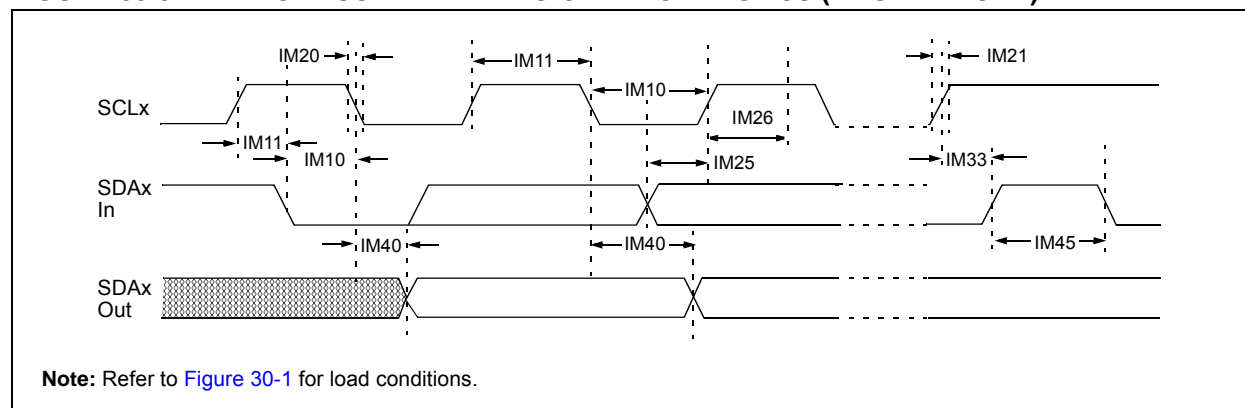 IM20
IM11
IM21
IM10
SCLx
IM26
IM11
IM10
IM25
IM33
SDAx
In
IM40
IM40
IM45
SDAx
Out
Note: Refer to Figure 30-1 for load conditions.